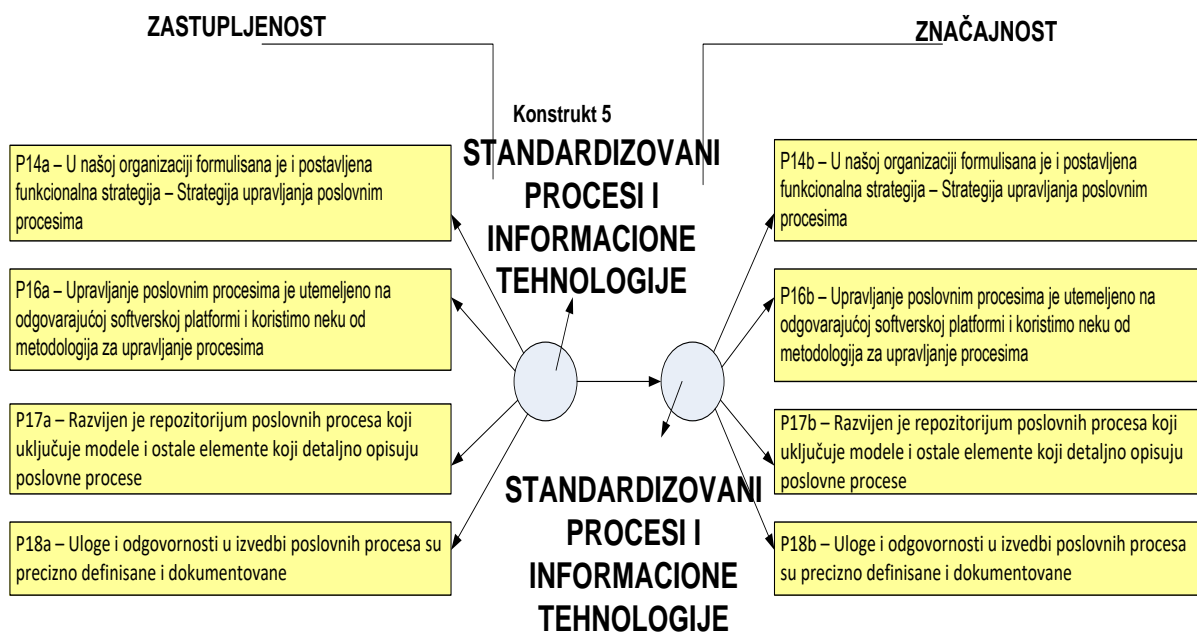 ZASTUPLJENOST
ZNAČAJNOST
Konstrukt 5
STANDARDIZOVANI
PROCESI I
INFORMACIONE
TEHNOLOGIJE
P14a – U našoj organizaciji formulisana je i postavljena
funkcionalna strategija – Strategija upravljanja poslovnim
procesima
P16a – Upravljanje poslovnim procesima je utemeljeno na
odgovarajućoj softverskoj platformi i koristimo neku od
metodologija za upravljanje procesima
P17a – Razvijen je repozitorijum poslovnih procesa koji
uključuje modele i ostale elemente koji detaljno opisuju
poslovne procese
P18a – Uloge i odgovornosti u izvedbi poslovnih procesa su
precizno definisane i dokumentovane
P14b – U našoj organizaciji formulisana je i postavljena
funkcionalna strategija – Strategija upravljanja poslovnim
procesima
P16b – Upravljanje poslovnim procesima je utemeljeno na
odgovarajućoj softverskoj platformi i koristimo neku od
metodologija za upravljanje procesima
P17b – Razvijen je repozitorijum poslovnih procesa koji
uključuje modele i ostale elemente koji detaljno opisuju
poslovne procese
P18b – Uloge i odgovornosti u izvedbi poslovnih procesa
su precizno definisane i dokumentovane
STANDARDIZOVANI
PROCESI I
INFORMACIONE
TEHNOLOGIJE